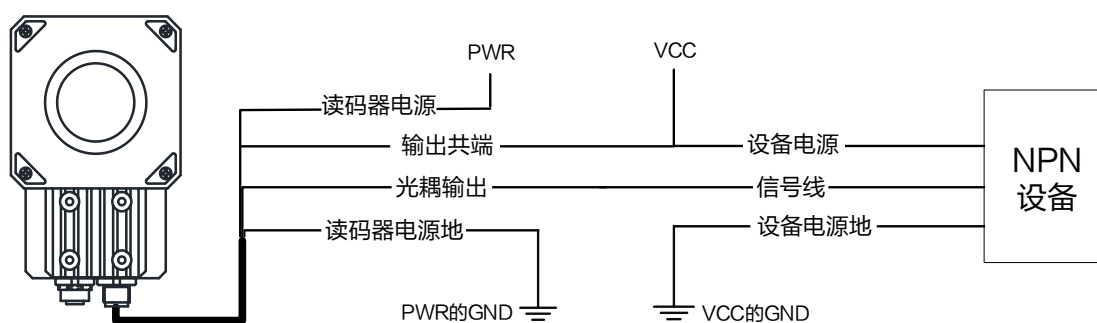 PWR
VCC
读码器电源
输出共端
设备电源
光耦输出
信号线
读码器电源地
设备电源地
NPN
设备
PWR的GND
VCC的GND